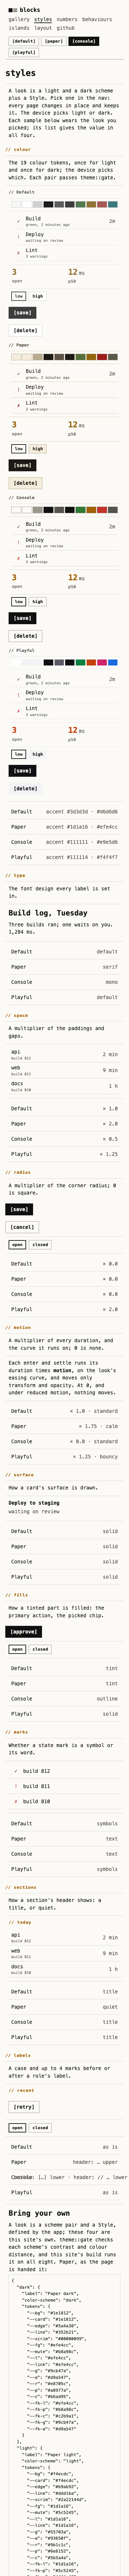 blocks
gallery styles numbers behaviours
islands layout github
[default] [paper] [console]
[playful]
styles
A look is a light and a dark scheme
plus a Style. Pick one in the nav:
every page changes in place and keeps
it. The device picks light or dark.
Each sample below wears the look you
picked; its list gives the value in
all four.
// colour
The 19 colour tokens, once for light
and once for dark; the device picks
which. Each pair passes theme::gate.
// Default
✓ Build 2m
green, 3 minutes ago
! Deploy
waiting on review
✗ Lint
3 warnings
3 12 ms
open p50
low high
[save]
[delete]
// Paper
✓ Build 2m
green, 3 minutes ago
! Deploy
waiting on review
✗ Lint
3 warnings
3 12 ms
open p50
low high
[save]
[delete]
// Console
✓ Build 2m
green, 3 minutes ago
! Deploy
waiting on review
✗ Lint
3 warnings
3 12 ms
open p50
low high
[save]
[delete]
// Playful
✓ Build 2m
green, 3 minutes ago
! Deploy
waiting on review
✗ Lint
3 warnings
3 12 ms
open p50
low high
[save]
[delete]
Default accent #3d3d3d · #d6d6d6
Paper accent #1d1a16 · #efe4cc
Console accent #111111 · #e9e5d6
Playful accent #111114 · #f4f4f7
// type
The font design every label is set
in.
Build log, Tuesday
Three builds ran; one waits on you.
1,284 ms.
Default default
Paper serif
Console mono
Playful default
// space
A multiplier of the paddings and
gaps.
api 2 min
build 812
web 9 min
build 811
docs 1 h
build 810
Default × 1.0
Paper × 2.0
Console × 0.5
Playful × 1.25
// radius
A multiplier of the corner radius; 0
is square.
[save]
[cancel]
open closed
Default × 0.0
Paper × 0.0
Console × 0.0
Playful × 2.0
// motion
A multiplier of every duration, and
the curve it runs on; 0 is none.
Each enter and settle runs its
duration times motion, on the look's
easing curve, and moves only
transform and opacity. At 0, and
under reduced motion, nothing moves.
Default × 1.0 · standard
Paper × 1.75 · calm
Console × 0.0 · standard
Playful × 1.25 · bouncy
// surface
How a card's surface is drawn.
Deploy to staging
waiting on review
Default solid
Paper solid
Console solid
Playful solid
// fills
How a tinted part is filled: the
primary action, the picked chip.
[approve]
open closed
Default tint
Paper tint
Console outline
Playful solid
// marks
Whether a state mark is a symbol or
its word.
✓ build 812
! build 811
✗ build 810
Default symbols
Paper text
Console text
Playful symbols
// sections
How a section's header shows: a
title, or quiet.
// today
api 2 min
build 812
web 9 min
build 811
docs 1 h
build 810
Default title
Paper quiet
Console title
Playful title
// labels
A case and up to 4 marks before or
after a role's label.
// recent
[retry]
open closed
Default as is
Paper header: … upper
Playful as is
Bring your own
A look is a scheme pair and a Style,
defined by the app; these four are
this site's own. theme::gate checks
each scheme's contrast and colour
distance, and this site's build runs
it on all eight. Paper, as the page
is handed it:
{
"dark": {
"label": "Paper dark",
"color-scheme": "dark",
"tokens": {
}
},
"light": {
"label": "Paper light",
"color-scheme": "light",
"tokens": {